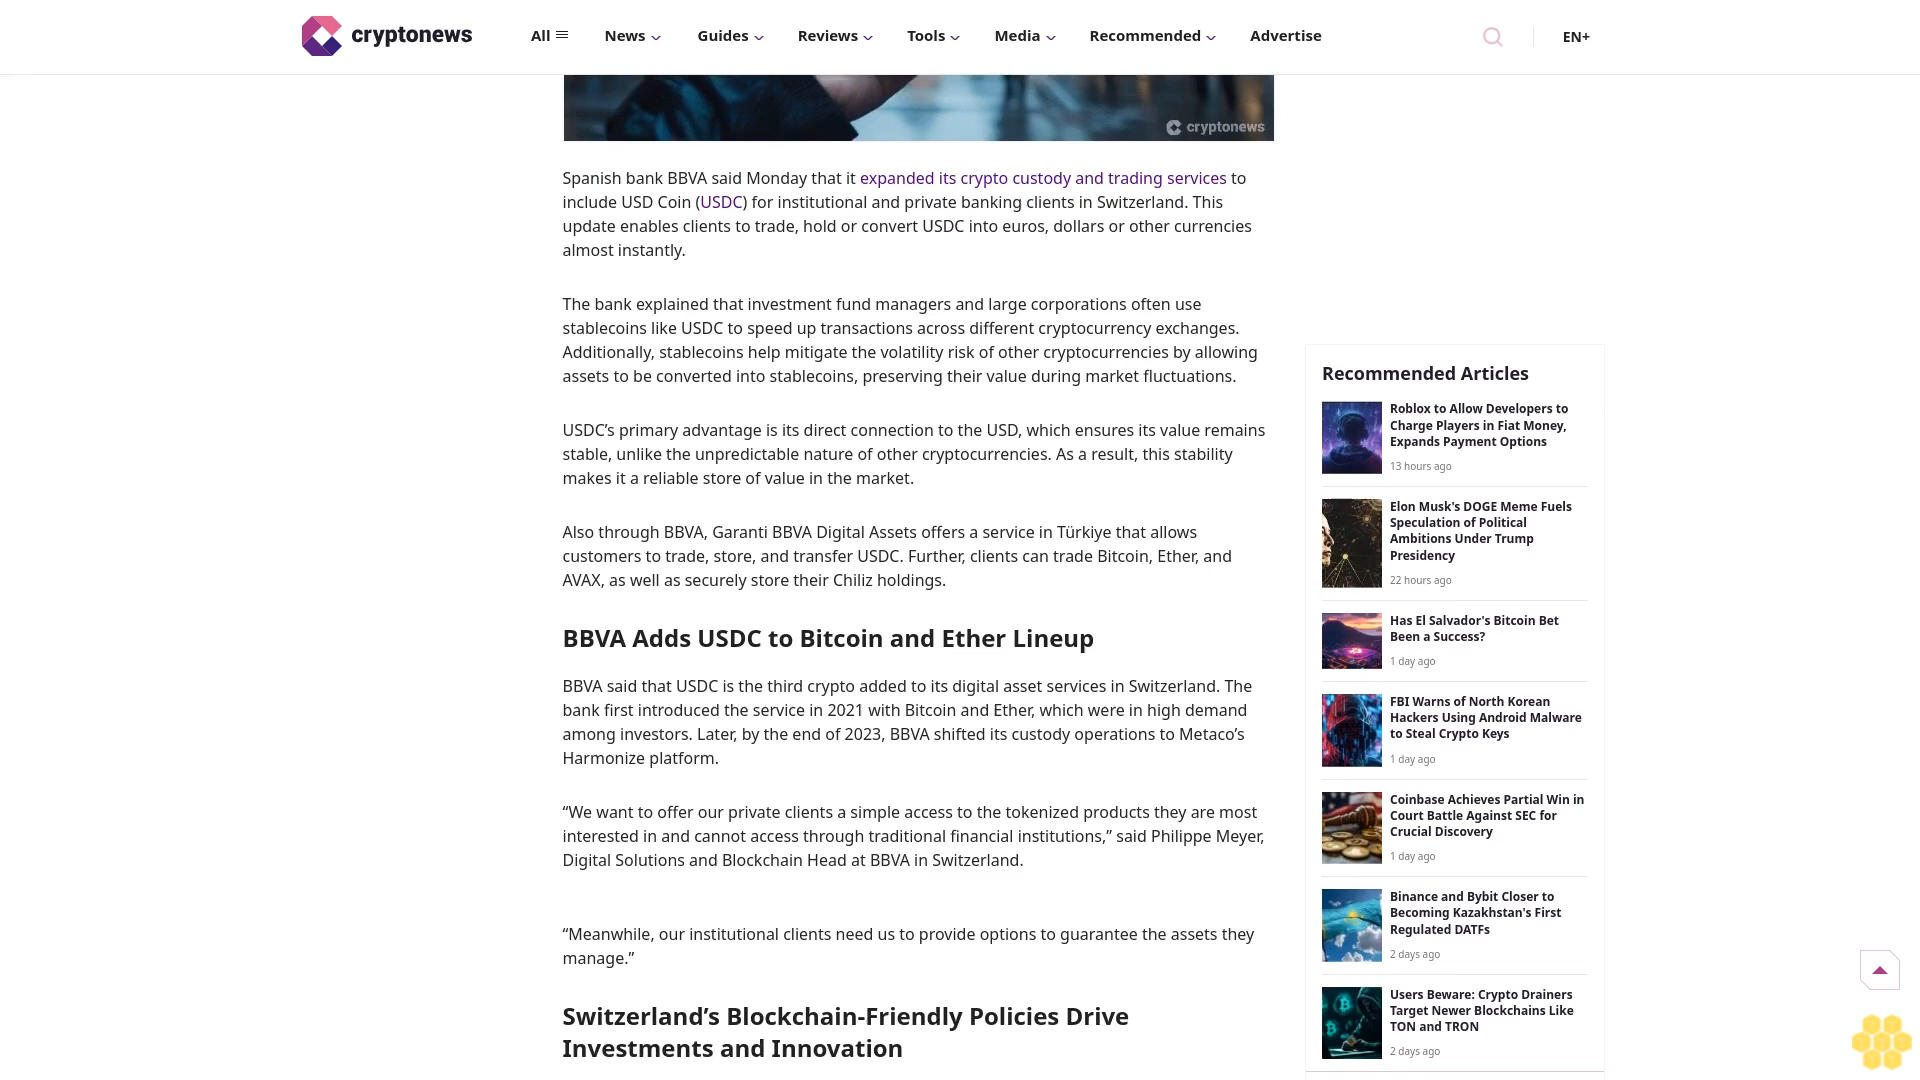 cryptonews
All
News
Guides
Reviews
Tools
Media
Recommended
Advertise
EN+
cryptonews
Spanish bank BBVA said Monday that it expanded its crypto custody and trading services to
include USD Coin (USDC) for institutional and private banking clients in Switzerland. This
update enables clients to trade, hold or convert USDC into euros, dollars or other currencies
almost instantly.
The bank explained that investment fund managers and large corporations often use
stablecoins like USDC to speed up transactions across different cryptocurrency exchanges.
Additionally, stablecoins help mitigate the volatility risk of other cryptocurrencies by allowing
assets to be converted into stablecoins, preserving their value during market fluctuations.
USDC’s primary advantage is its direct connection to the USD, which ensures its value remains
stable, unlike the unpredictable nature of other cryptocurrencies. As a result, this stability
makes it a reliable store of value in the market.
Also through BBVA, Garanti BBVA Digital Assets offers a service in Türkiye that allows
customers to trade, store, and transfer USDC. Further, clients can trade Bitcoin, Ether, and
AVAX, as well as securely store their Chiliz holdings.
BBVA Adds USDC to Bitcoin and Ether Lineup
BBVA said that USDC is the third crypto added to its digital asset services in Switzerland. The
bank first introduced the service in 2021 with Bitcoin and Ether, which were in high demand
among investors. Later, by the end of 2023, BBVA shifted its custody operations to Metaco’s
Harmonize platform.
“We want to offer our private clients a simple access to the tokenized products they are most
interested in and cannot access through traditional financial institutions,” said Philippe Meyer,
Digital Solutions and Blockchain Head at BBVA in Switzerland.
“Meanwhile, our institutional clients need us to provide options to guarantee the assets they
manage.”
Switzerland’s Blockchain-Friendly Policies Drive
Investments and Innovation
Recommended Articles
Roblox to Allow Developers to
Charge Players in Fiat Money,
Expands Payment Options
13 hours ago
Elon Musk's DOGE Meme Fuels
Speculation of Political
Ambitions Under Trump
Presidency
22 hours ago
Has El Salvador's Bitcoin Bet
Been a Success?
1 day ago
FBI Warns of North Korean
Hackers Using Android Malware
to Steal Crypto Keys
1 day ago
Coinbase Achieves Partial Win in
Court Battle Against SEC for
Crucial Discovery
1 day ago
Binance and Bybit Closer to
Becoming Kazakhstan's First
Regulated DATFs
2 days ago
Users Beware: Crypto Drainers
Target Newer Blockchains Like
TON and TRON
2 days ago